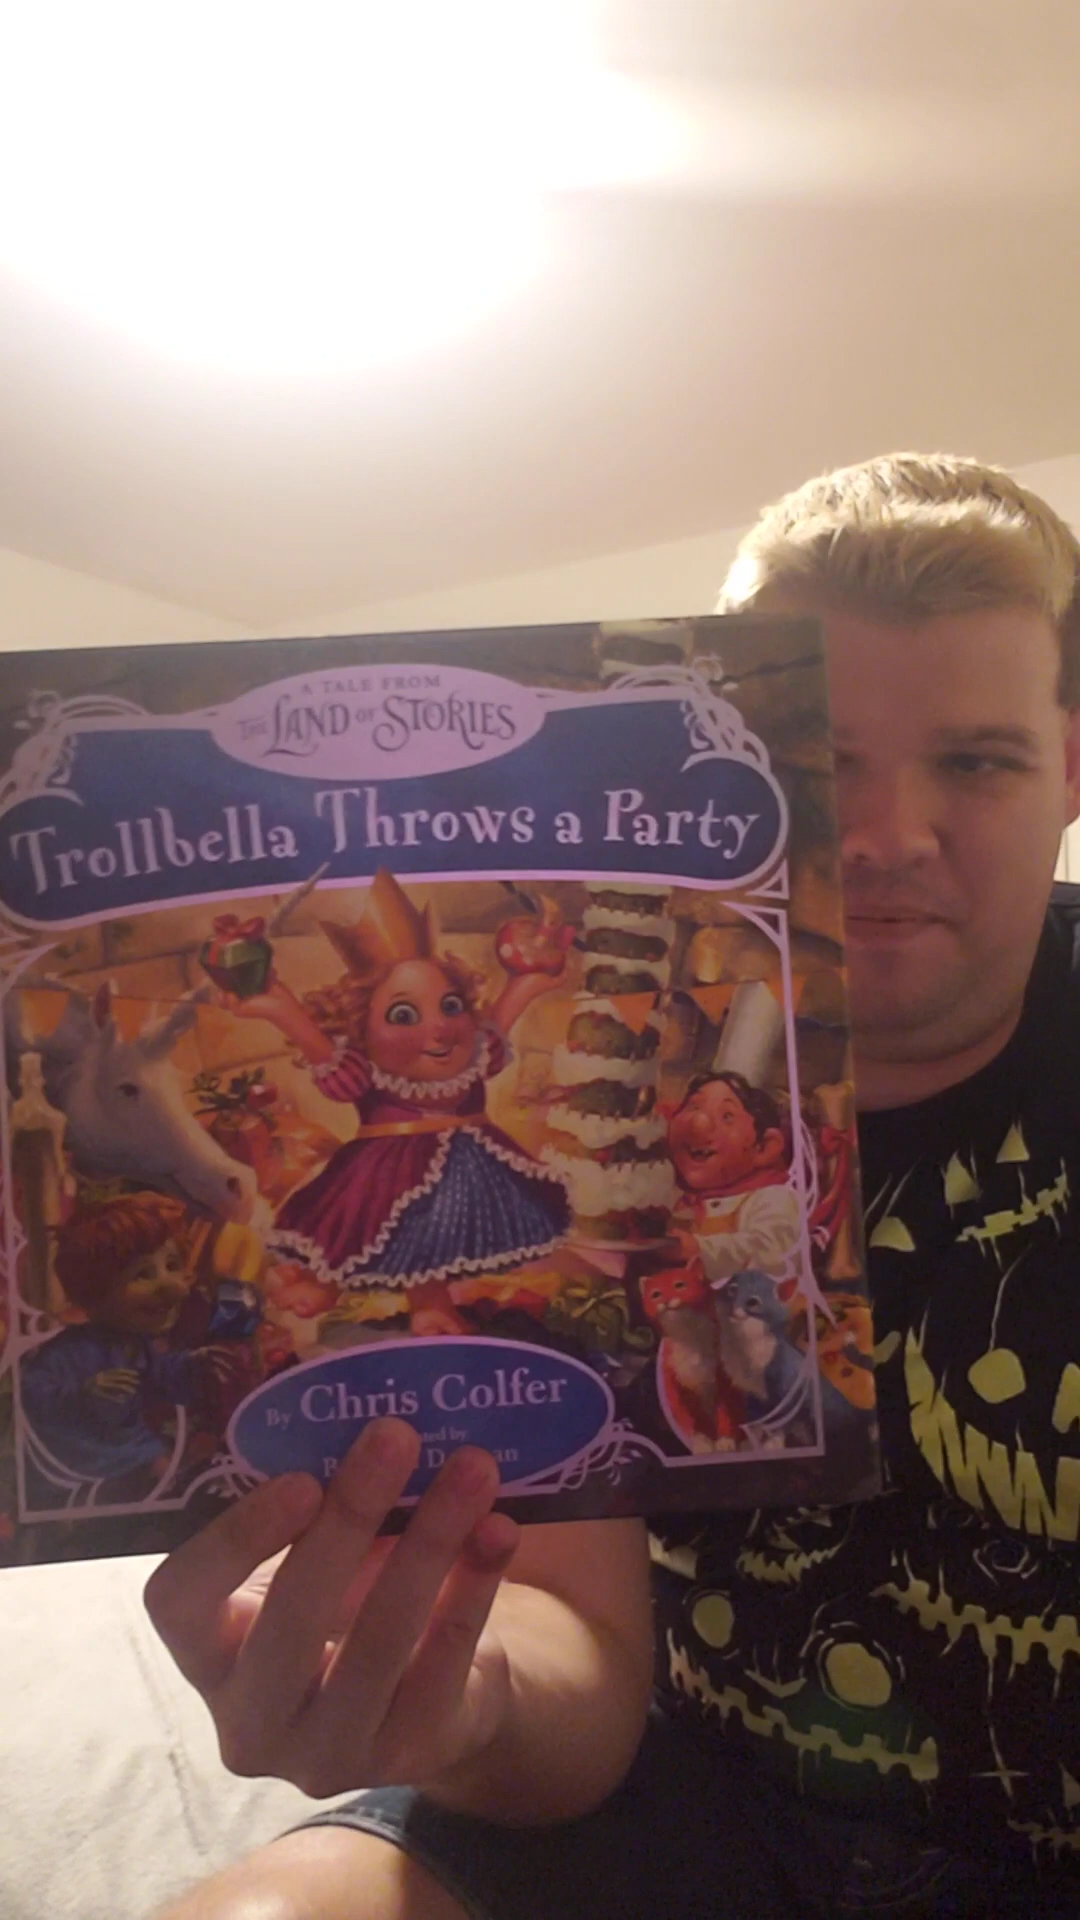 A TALE FROM
THE LAND OF STORIES
Trollbella Throws a Party
By Chris Colfer